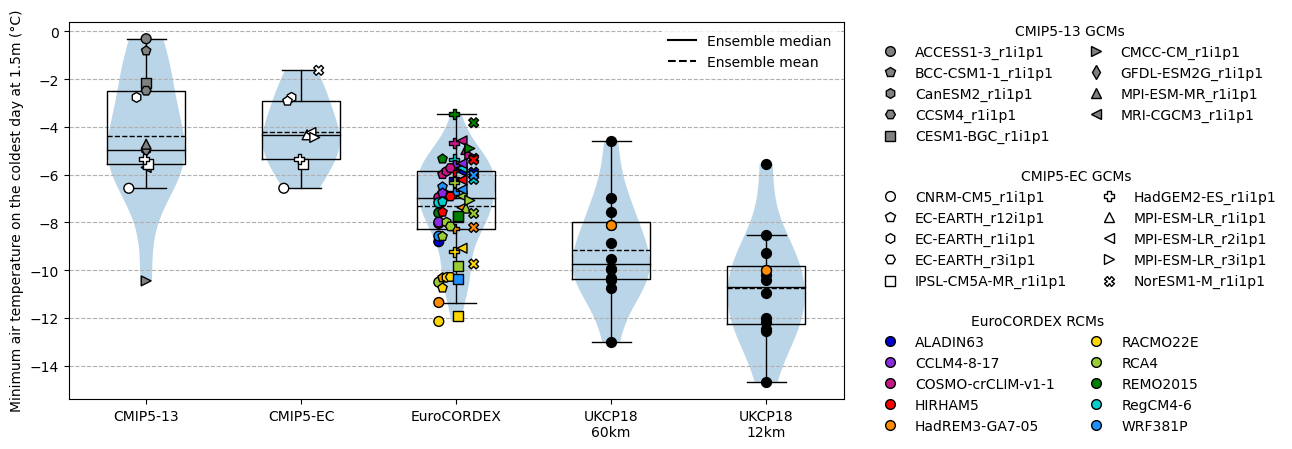 Minimum air temperature on the coldest day at 1.5m (°C)
0
−2
−4
−6
−8
−10
−12
−14
Ensemble median
Ensemble mean
CMIP5-13
CMIP5-EC
EuroCORDEX
UKCP18
60km
UKCP18
12km
CMIP5-13 GCMs
ACCESS1-3_r1i1p1
BCC-CSM1-1_r1i1p1
CanESM2_r1i1p1
CCSM4_r1i1p1
CESM1-BGC_r1i1p1
CMCC-CM_r1i1p1
GFDL-ESM2G_r1i1p1
MPI-ESM-MR_r1i1p1
MRI-CGCM3_r1i1p1
CMIP5-EC GCMs
CNRM-CM5_r1i1p1
EC-EARTH_r12i1p1
EC-EARTH_r1i1p1
EC-EARTH_r3i1p1
IPSL-CM5A-MR_r1i1p1
HadGEM2-ES_r1i1p1
MPI-ESM-LR_r1i1p1
MPI-ESM-LR_r2i1p1
MPI-ESM-LR_r3i1p1
NorESM1-M_r1i1p1
EuroCORDEX RCMs
ALADIN63
CCLM4-8-17
COSMO-crCLIM-v1-1
HIRHAM5
HadREM3-GA7-05
RACMO22E
RCA4
REMO2015
RegCM4-6
WRF381P